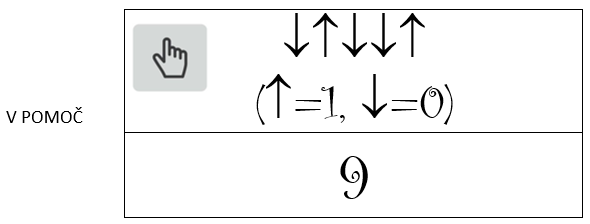 ↓↑↓↓↑
(↑=1, ↓=0)
V POMOČ
9